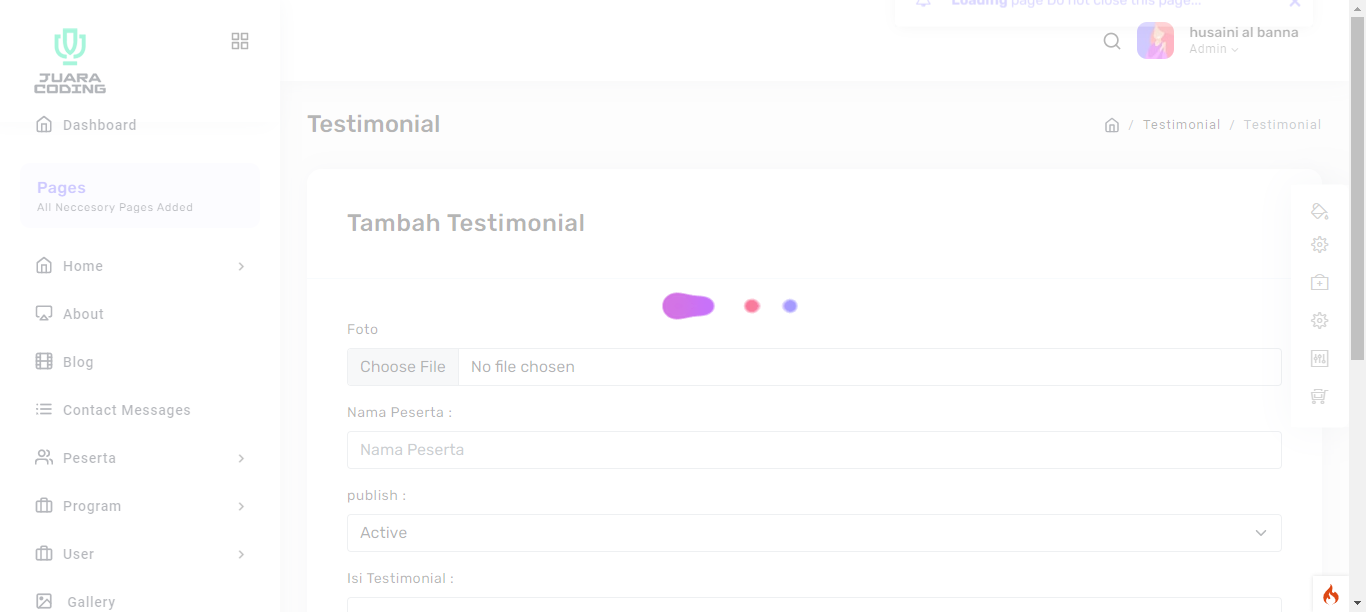 Loading page Do not close this page...
JUARA
CODING
husaini al banna
Admin
Dashboard
Testimonial
/ Testimonial / Testimonial
Pages
All Neccesory Pages Added
Tambah Testimonial
Home
About
Blog
Contact Messages
Peserta
Program
User
Gallery
Foto
Choose File No file chosen
Nama Peserta :
Nama Peserta
publish :
Active
Isi Testimonial :